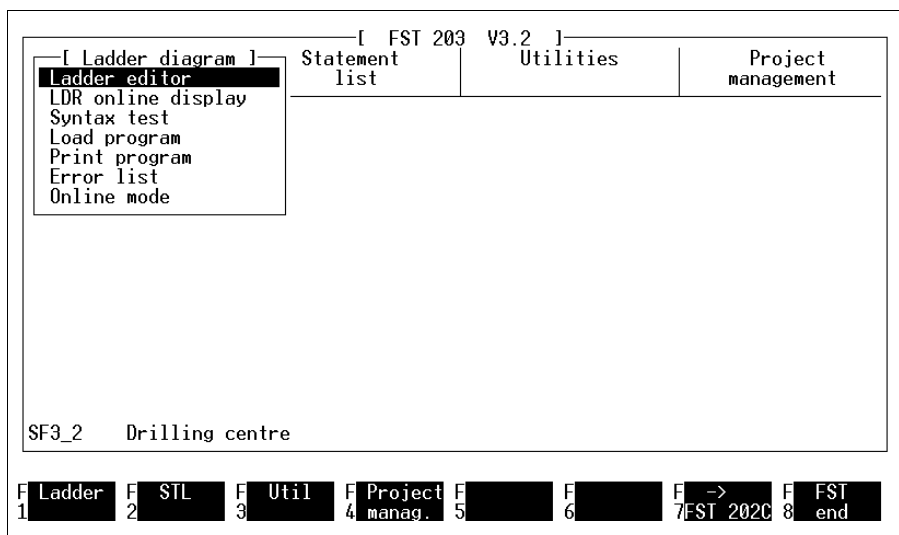 [ FST 203 V3.2 ]
[ Ladder diagram ] Statement list Utilities Project management
Ladder editor
LDR online display
Syntax test
Load program
Print program
Error list
Online mode
SF3_2 Drilling centre
F1 Ladder F2 STL F3 Util F4 Project manag. F5 F6 F7 -> FST 202C F8 FST end